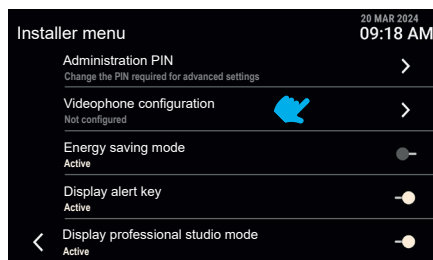 20 MAR 2024
Installer menu 09:18 AM
Administration PIN
Change the PIN required for advanced settings
Videophone configuration
Not configured
Energy saving mode
Active
Display alert key
Active
Display professional studio mode
Active